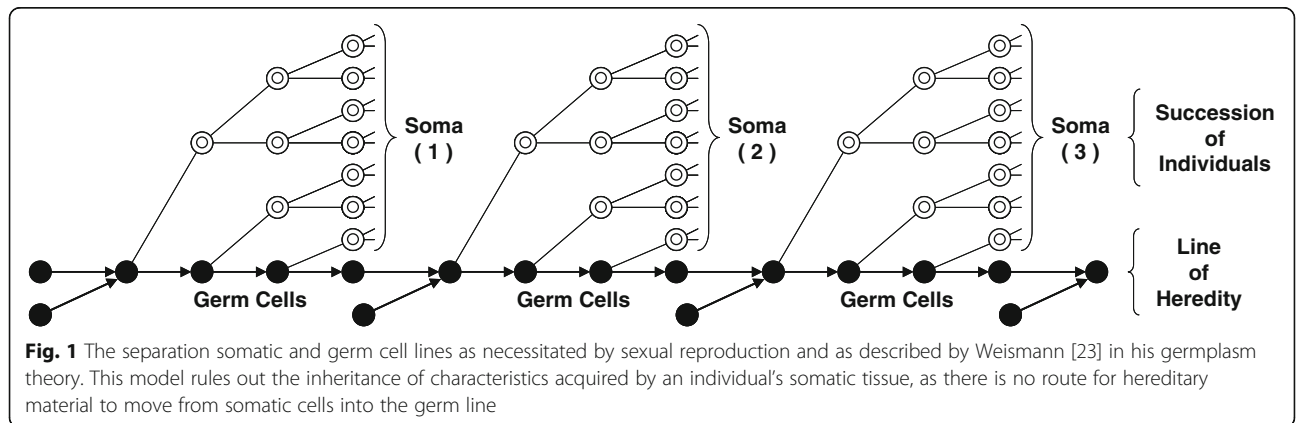 Soma
( 1 )
Soma
( 2 )
Soma
( 3 )
Succession
of
Individuals
Germ Cells
Germ Cells
Germ Cells
Line
of
Heredity
Fig. 1 The separation somatic and germ cell lines as necessitated by sexual reproduction and as described by Weismann [23] in his germplasm
theory. This model rules out the inheritance of characteristics acquired by an individual's somatic tissue, as there is no route for hereditary
material to move from somatic cells into the germ line